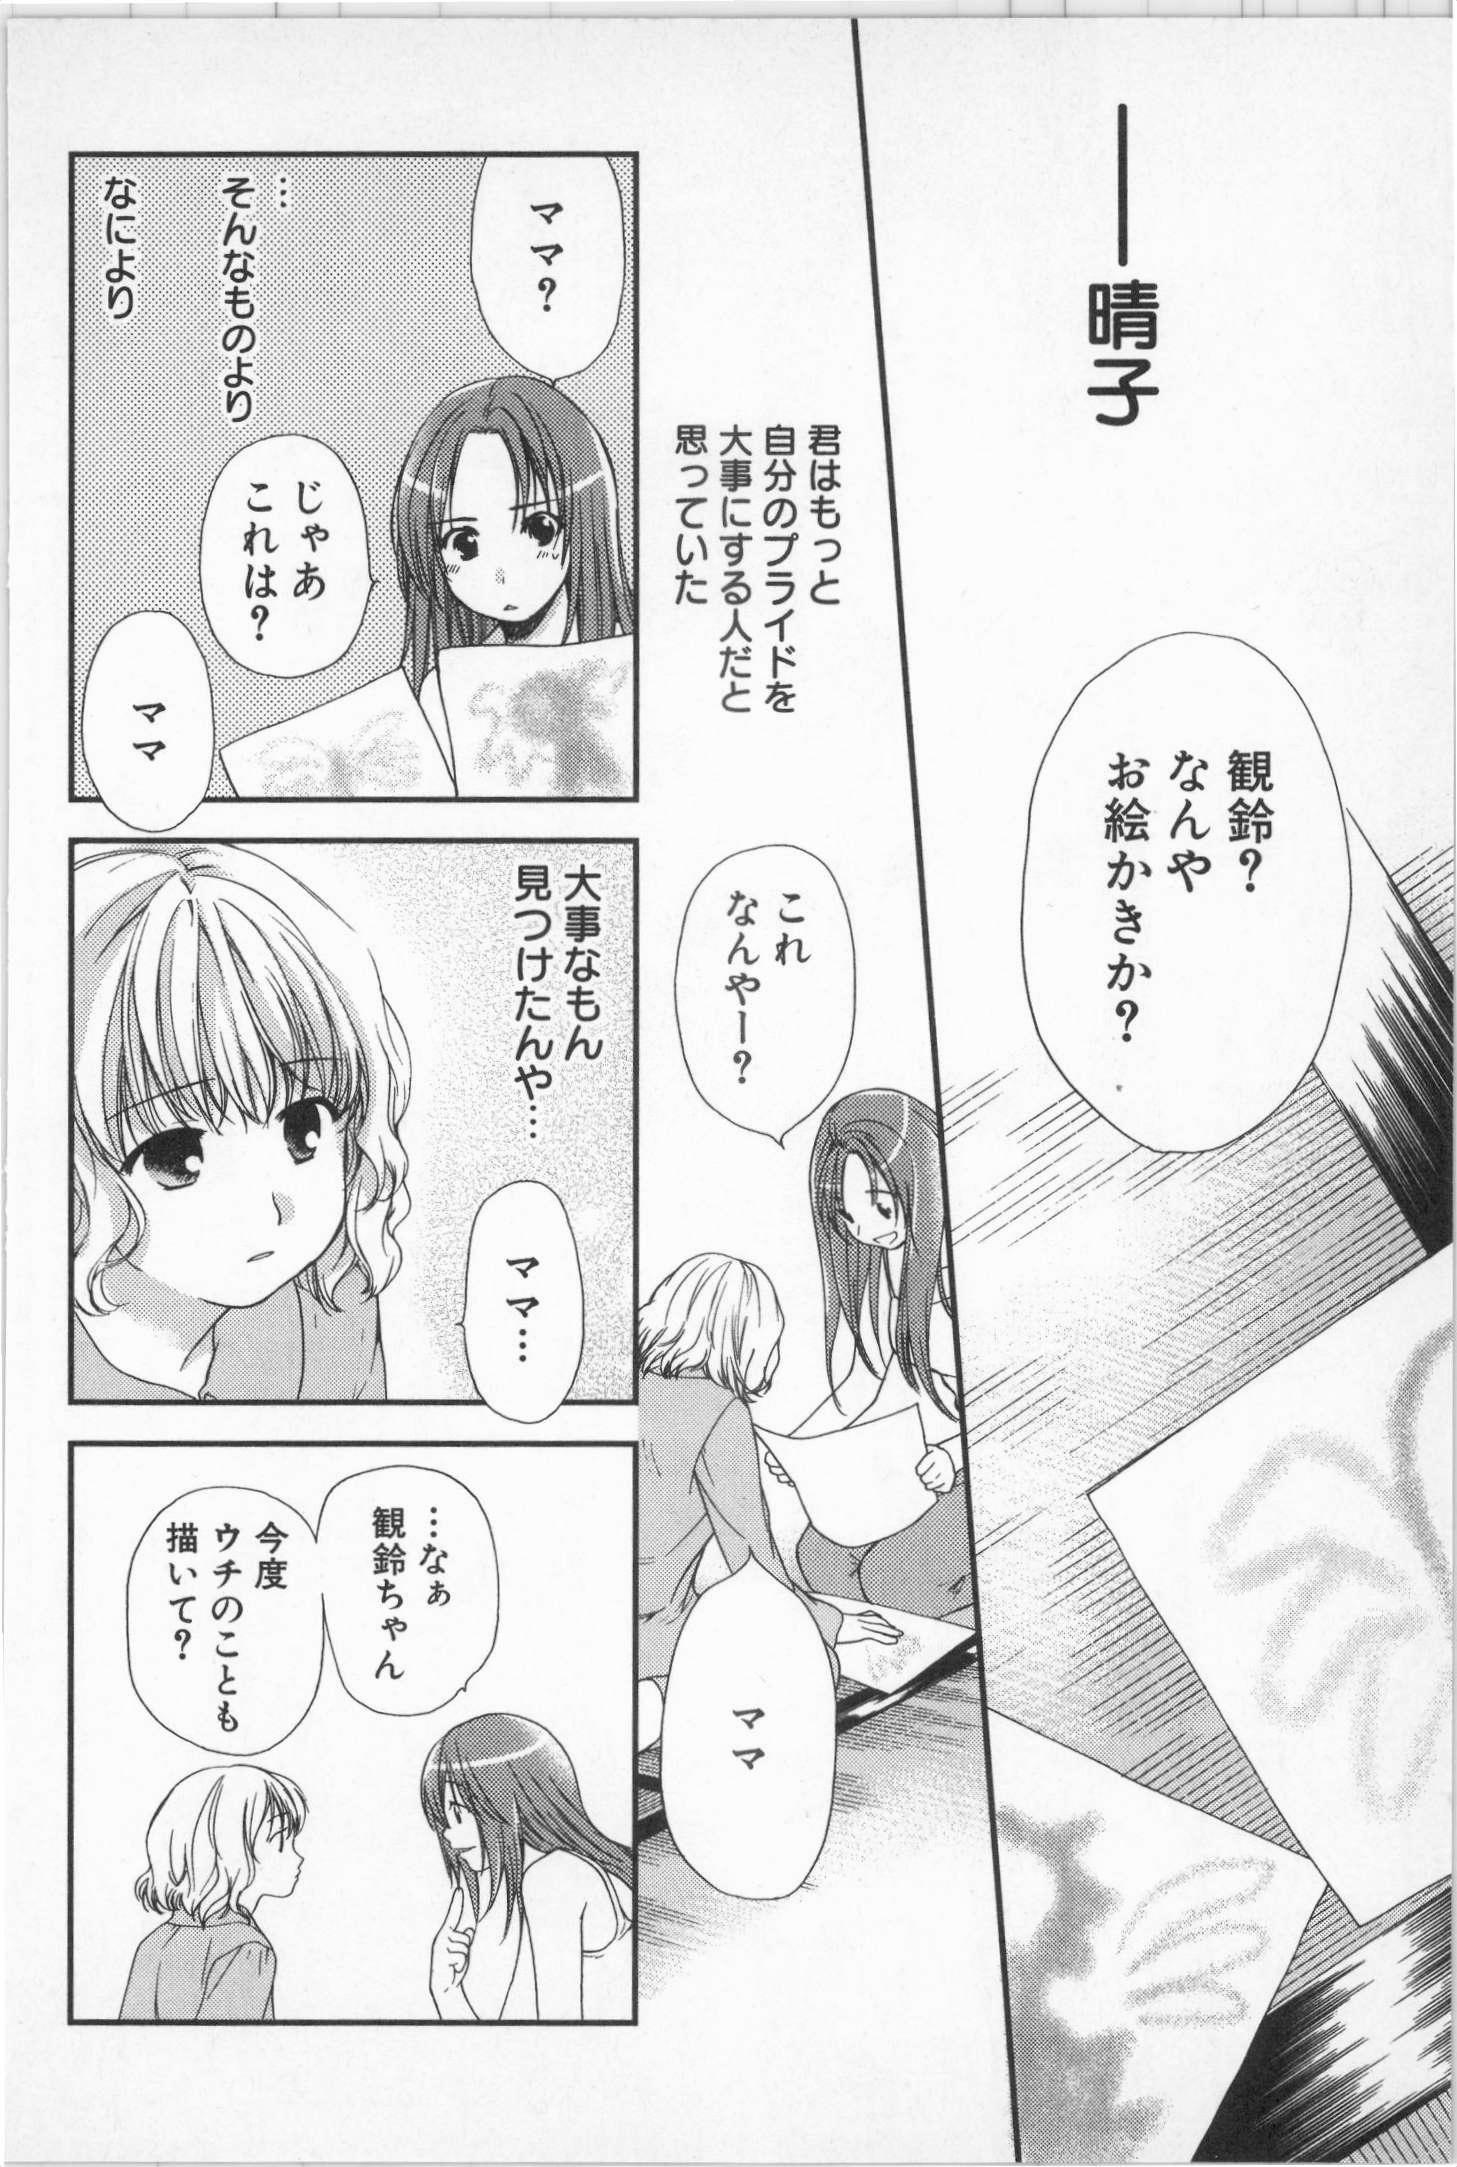 ――晴子
観鈴?
なんや
お絵かきか?
君はもっと
自分のプライドを
大事にする人だと
思っていた
これ
なんやー?
ママ
ママ?
…
そんなものより
なにより
じゃあ
これは?
ママ
大事なもん
見つけたんや…
ママ…
…なぁ
観鈴ちゃん
今度
ウチのことも
描いて?